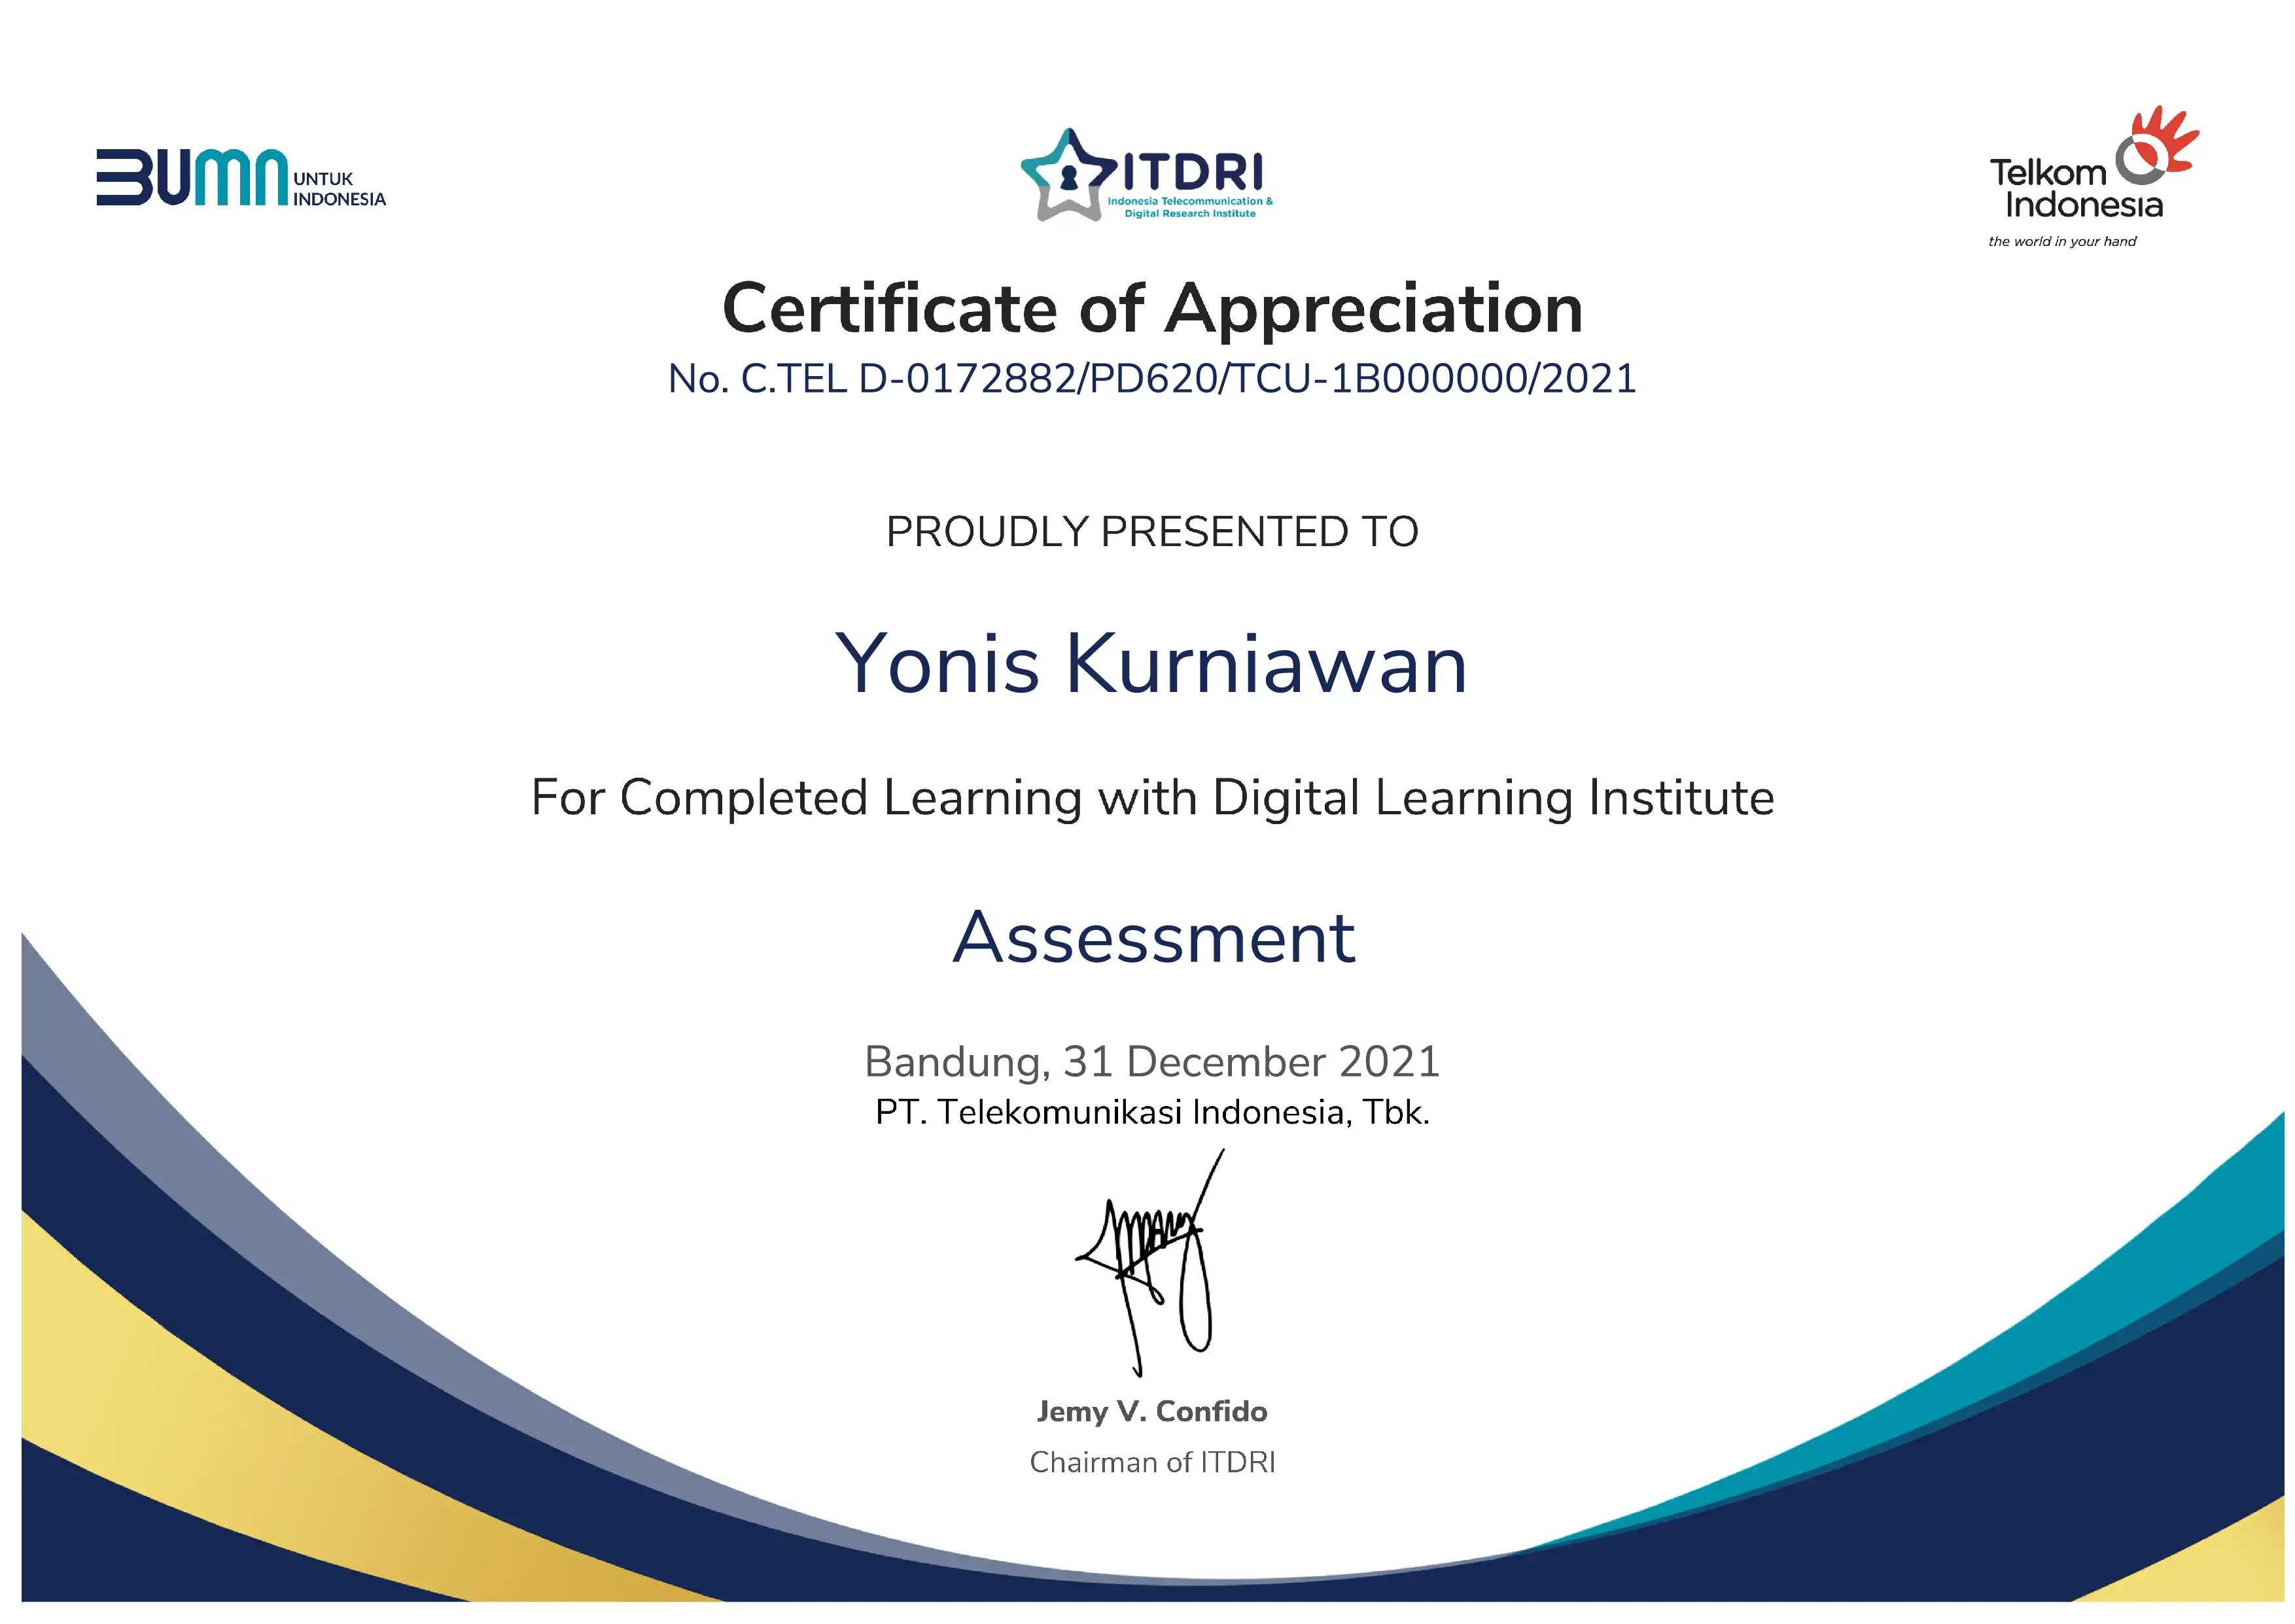 BUMN UNTUK
INDONESIA
ITDRI
Indonesia Telecommunication &
Digital Research Institute
Telkom
Indonesia
the world in your hand
Certificate of Appreciation
No. C.TEL D-0172882/PD620/TCU-1B000000/2021
PROUDLY PRESENTED TO
Yonis Kurniawan
For Completed Learning with Digital Learning Institute
Assessment
Bandung, 31 December 2021
PT. Telekomunikasi Indonesia, Tbk.
Jemy V. Confido
Chairman of ITDRI